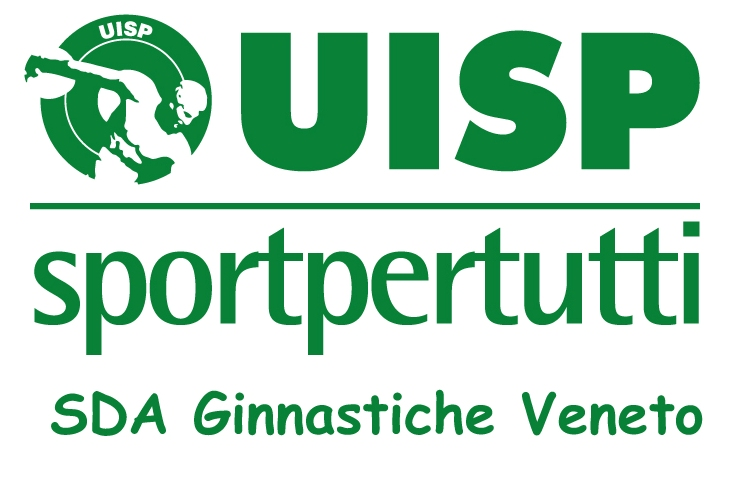 UISP
UISP
sportpertutti
SDA Ginnastiche Veneto